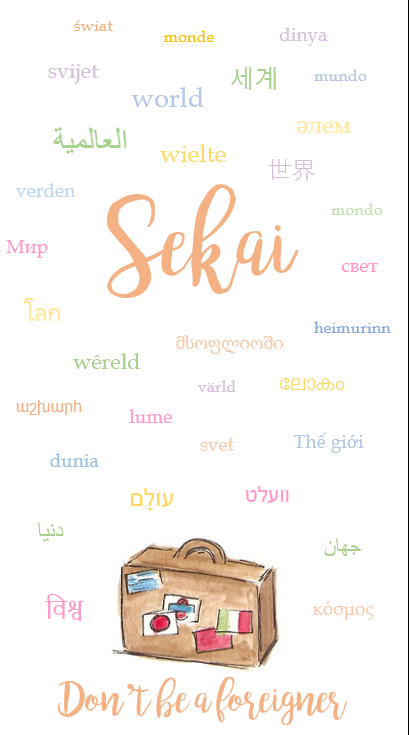 świat
monde
dinya
svijet
세계
mundo
world
әлем
العالمية
wielte
世界
verden
Sekai
mondo
Мир
свет
โลก
heimurinn
მსოფლიოში
wêreld
värld
ലോകം
աշխարհ
lume
svet
Thế giới
dunia
עוֹלָם
וועלט
دنیا
جهان
विश्व
κόσμος
Don't be a foreigner